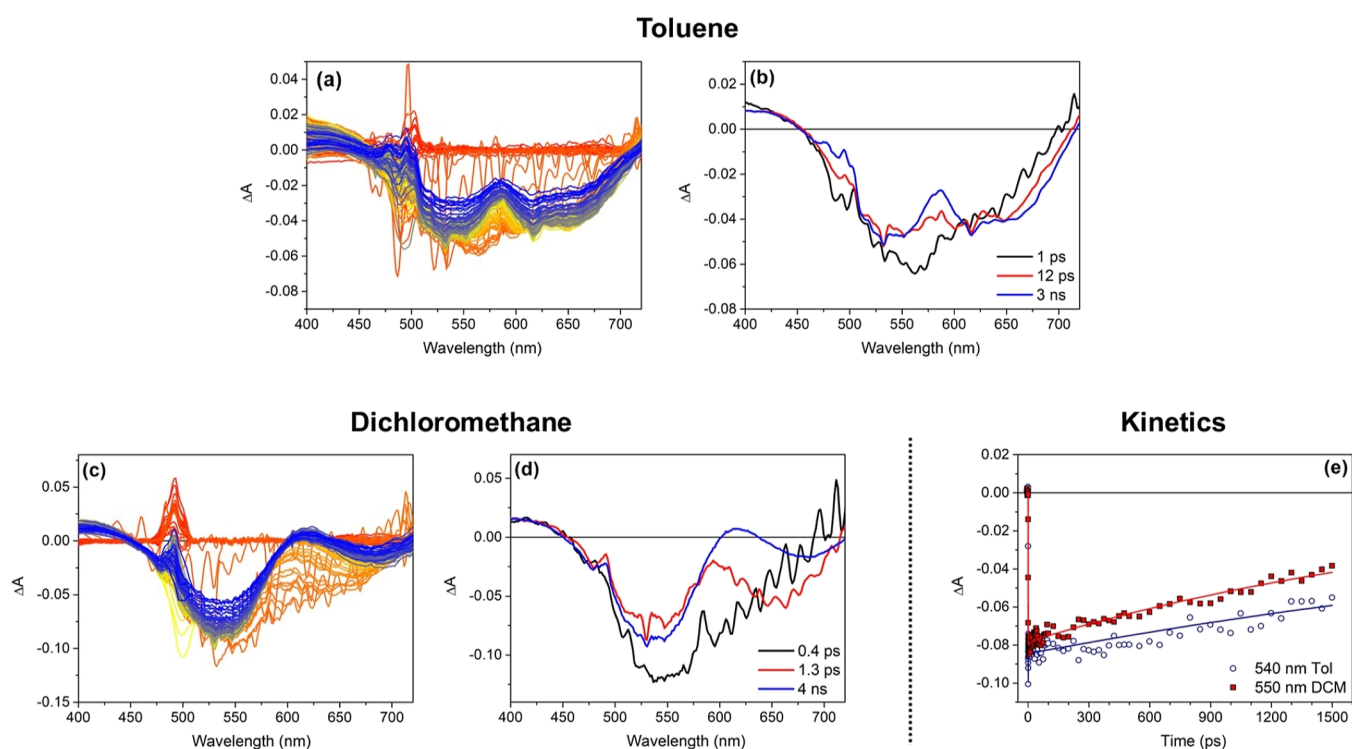 Toluene
(a)
0.04
0.02
0.00
-0.02
-0.04
-0.06
-0.08
ΔA
400 450 500 550 600 650 700
Wavelength (nm)
(b)
0.02
0.00
-0.02
-0.04
-0.06
-0.08
ΔA
1 ps
12 ps
3 ns
400 450 500 550 600 650 700
Wavelength (nm)
Dichloromethane
(c)
0.05
0.00
-0.05
-0.10
-0.15
ΔA
400 450 500 550 600 650 700
Wavelength (nm)
(d)
0.05
0.00
-0.05
-0.10
ΔA
0.4 ps
1.3 ps
4 ns
400 450 500 550 600 650 700
Wavelength (nm)
Kinetics
(e)
0.02
0.00
-0.02
-0.04
-0.06
-0.08
-0.10
ΔA
540 nm Tol
550 nm DCM
0 300 600 900 1200 1500
Time (ps)